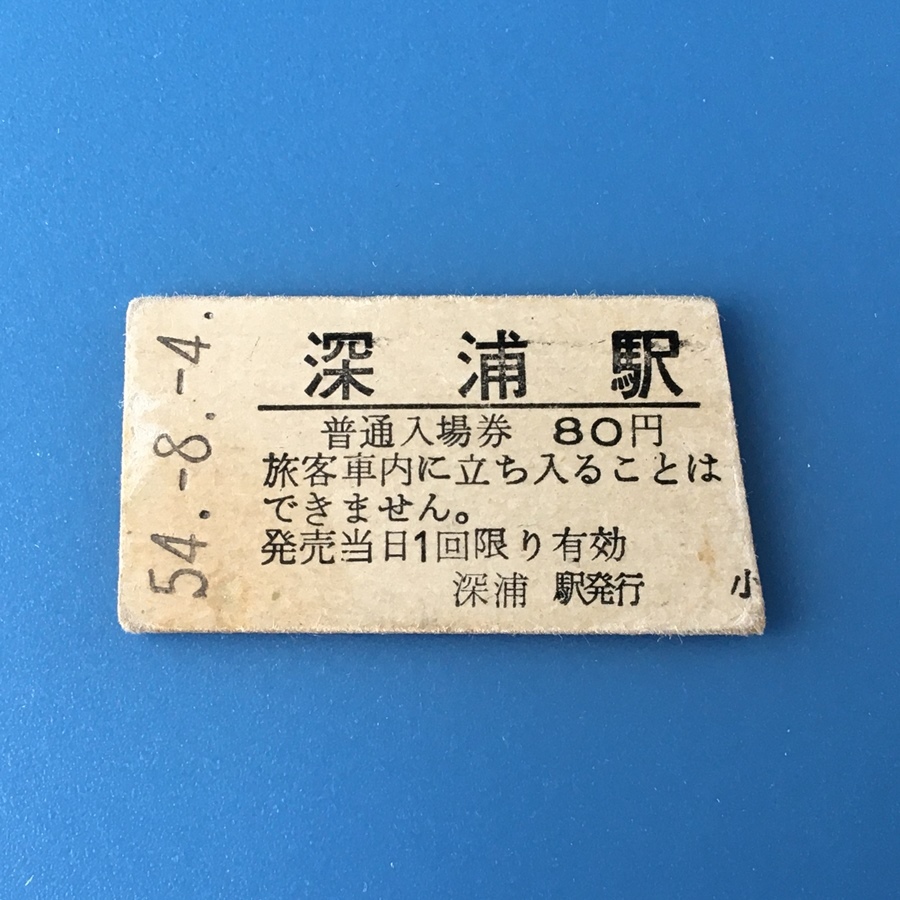 深浦駅
普通入場券 80円
旅客車内に立ち入ることは
できません。
発売当日1回限り有効
深浦 駅発行
小
54.-8.-4.